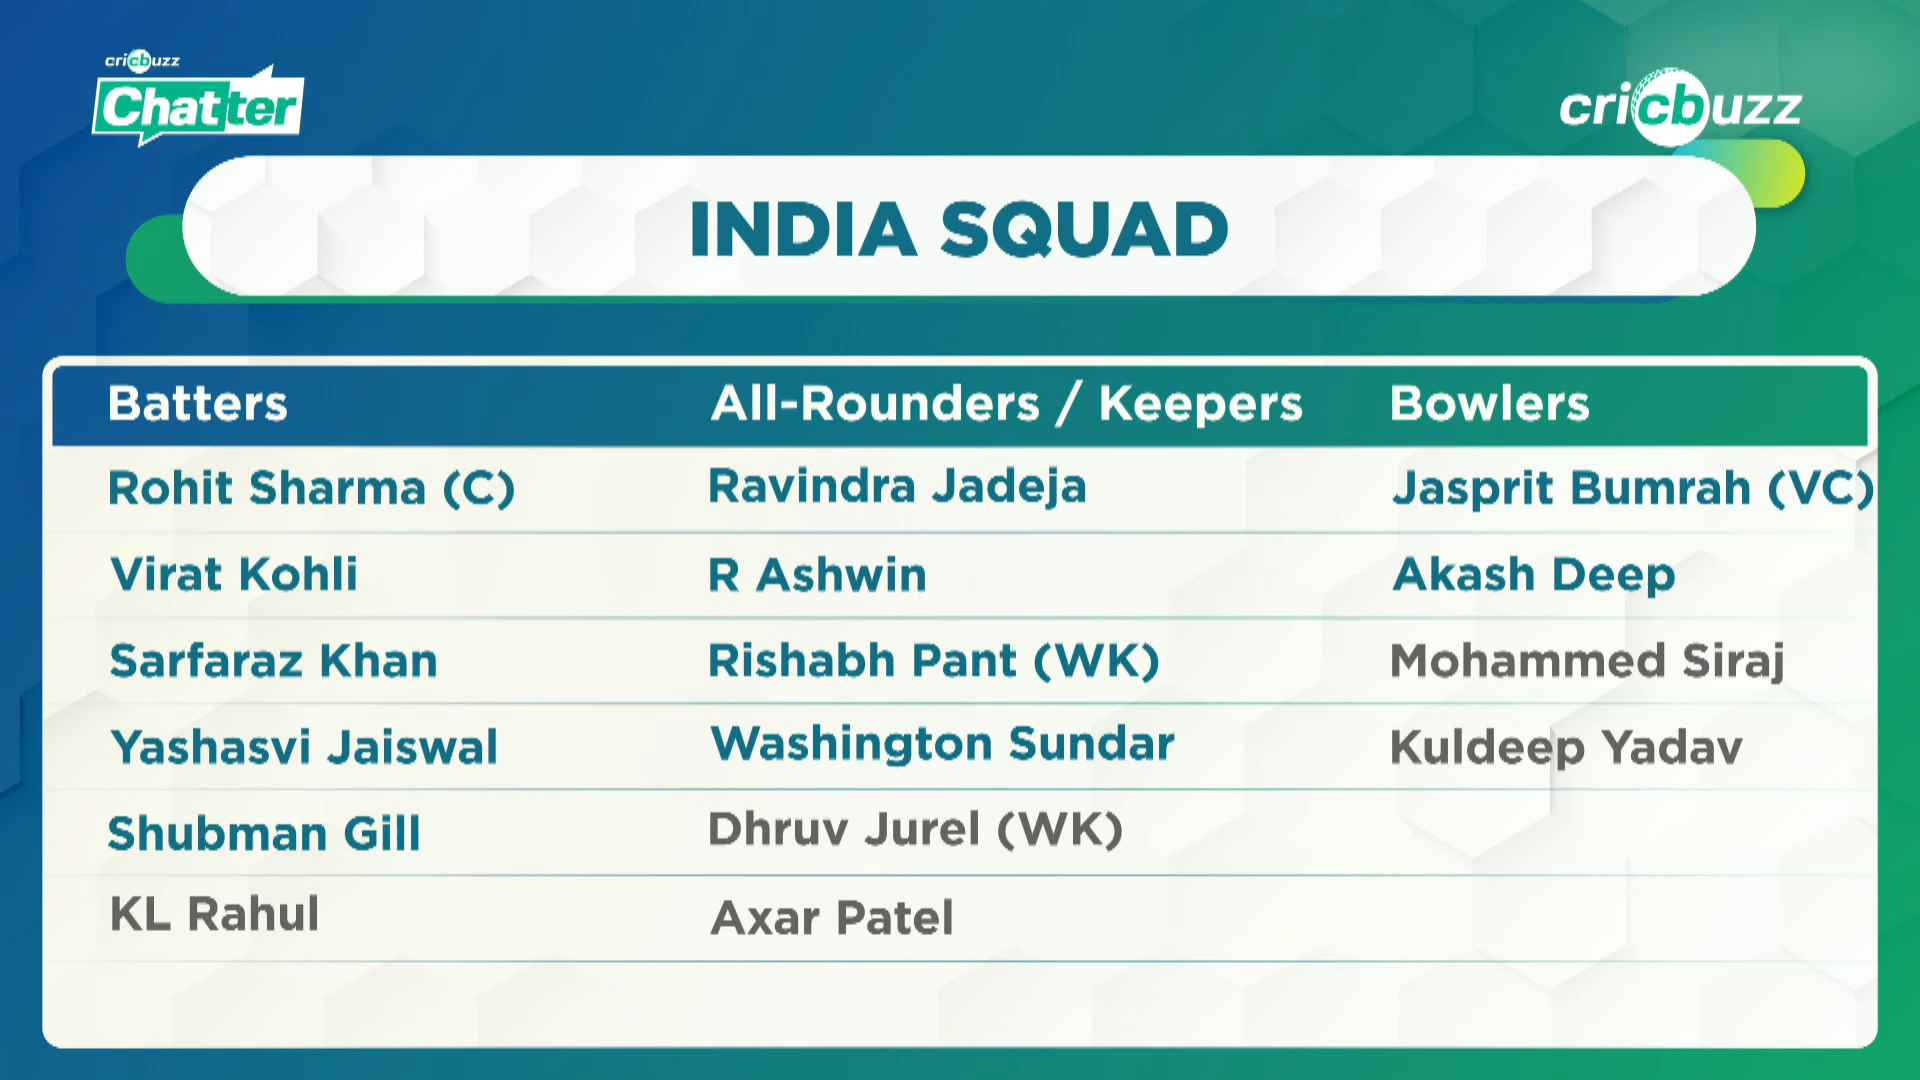 cricbuzz
Chatter
cricbuzz
INDIA SQUAD
Batters All-Rounders / Keepers Bowlers
Rohit Sharma (C) Ravindra Jadeja Jasprit Bumrah (VC)
Virat Kohli R Ashwin Akash Deep
Sarfaraz Khan Rishabh Pant (WK) Mohammed Siraj
Yashasvi Jaiswal Washington Sundar Kuldeep Yadav
Shubman Gill Dhruv Jurel (WK)
KL Rahul Axar Patel